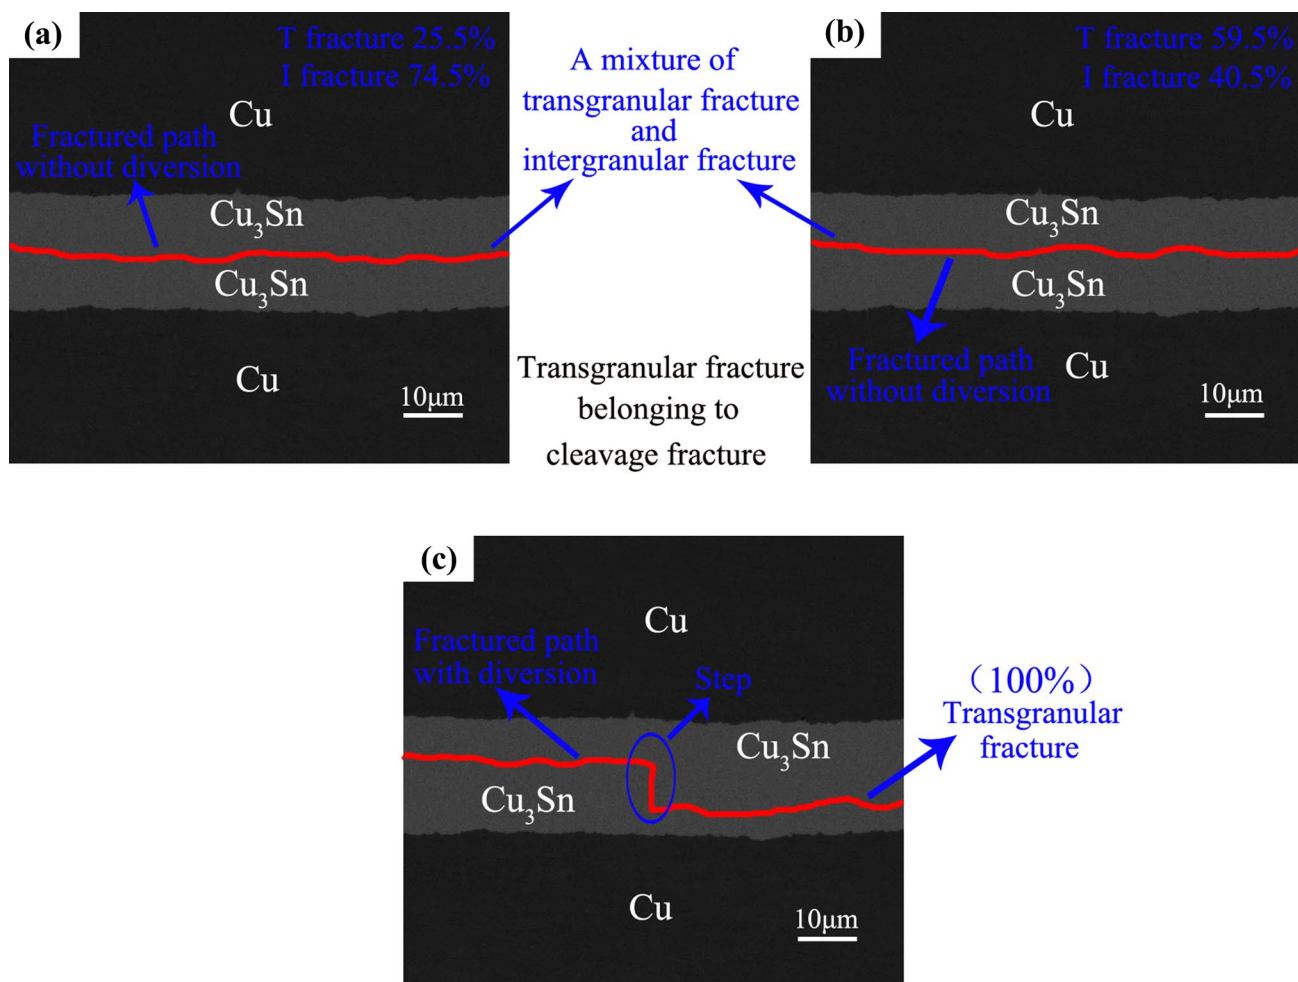 (a)
T fracture 25.5%
I fracture 74.5%
Cu
Fractured path
without diversion
Cu₃Sn
Cu₃Sn
Cu
10μm
A mixture of
transgranular fracture
and
intergranular fracture
Transgranular fracture
belonging to
cleavage fracture
(b)
T fracture 59.5%
I fracture 40.5%
Cu
Cu₃Sn
Cu₃Sn
Fractured path
without diversion
Cu
10μm
(c)
Cu
Fractured path
with diversion
Step
Cu₃Sn
Cu₃Sn
Cu
10μm
（100%）
Transgranular
fracture